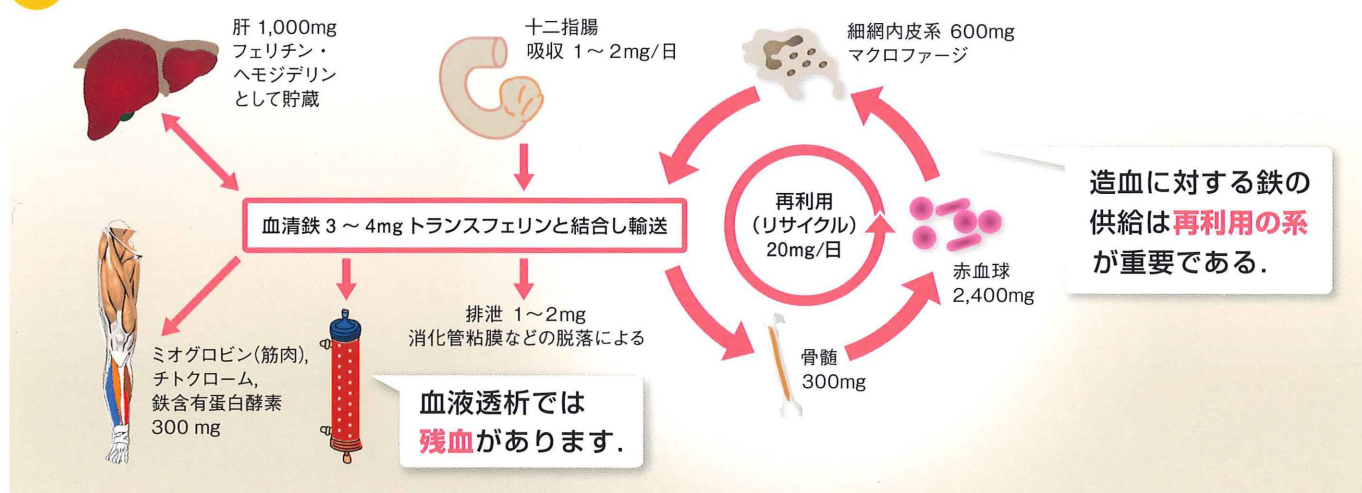 肝 1,000mg
フェリチン・
ヘモジデリン
として貯蔵
十二指腸
吸収 1～2mg/日
細網内皮系 600mg
マクロファージ
血清鉄 3～4mg トランスフェリンと結合し輸送
再利用
（リサイクル）
20mg/日
造血に対する鉄の
供給は再利用の系
が重要である．
赤血球
2,400mg
排泄 1～2mg
消化管粘膜などの脱落による
骨髄
300mg
ミオグロビン（筋肉），
チトクローム，
鉄含有蛋白酵素
300 mg
血液透析では
残血があります．